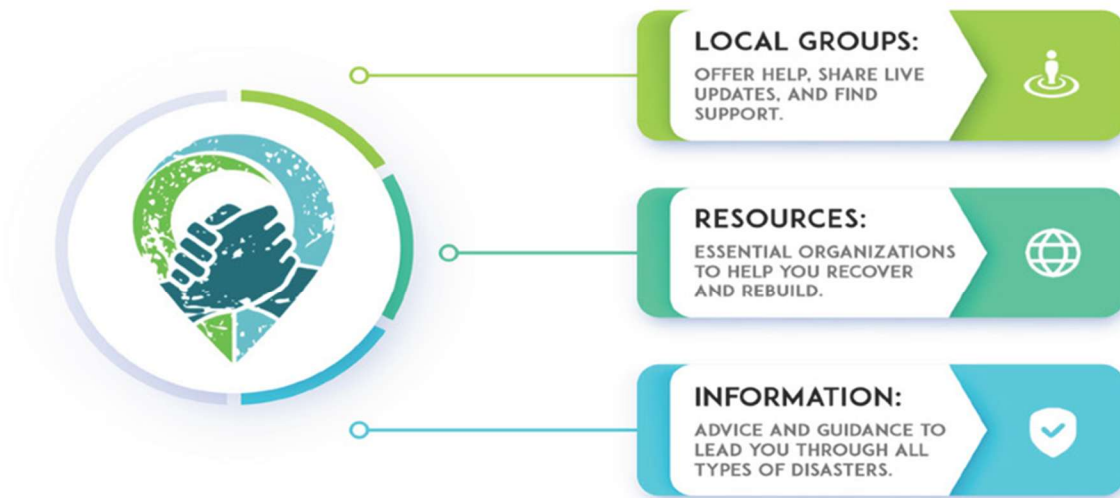 LOCAL GROUPS:
OFFER HELP, SHARE LIVE
UPDATES, AND FIND
SUPPORT.
RESOURCES:
ESSENTIAL ORGANIZATIONS
TO HELP YOU RECOVER
AND REBUILD.
INFORMATION:
ADVICE AND GUIDANCE TO
LEAD YOU THROUGH ALL
TYPES OF DISASTERS.